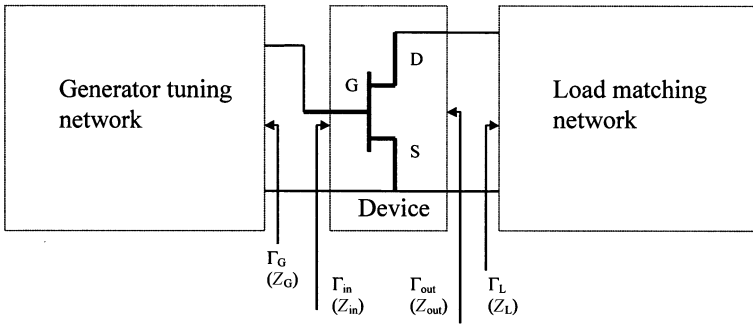 Generator tuning
network
D
G
S
Device
Load matching
network
ΓG
(ZG)
Γin
(Zin)
Γout
(Zout)
ΓL
(ZL)